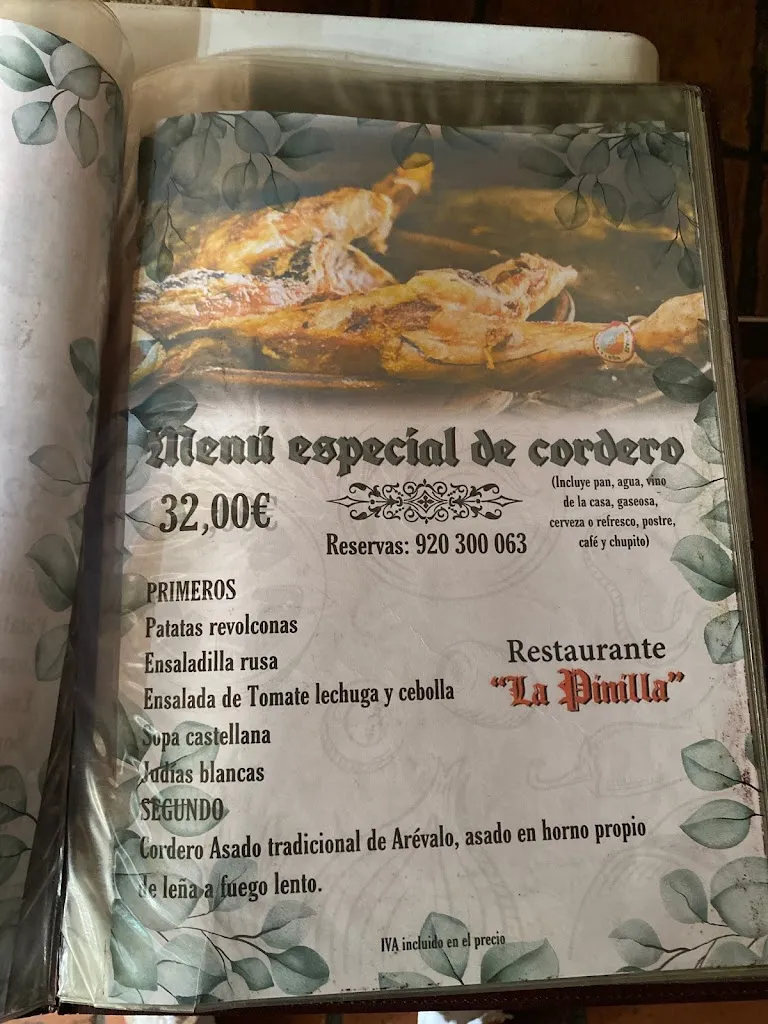 Menú especial de cordero
32,00€
(Incluye pan, agua, vino
de la casa, gaseosa,
cerveza o refresco, postre,
café y chupito)
Reservas: 920 300 063
PRIMEROS
Patatas revolconas
Ensaladilla rusa
Ensalada de Tomate lechuga y cebolla
Sopa castellana
Judías blancas
Restaurante
“La Pinilla”
SEGUNDO
Cordero Asado tradicional de Arévalo, asado en horno propio
de leña a fuego lento.
IVA incluido en el precio